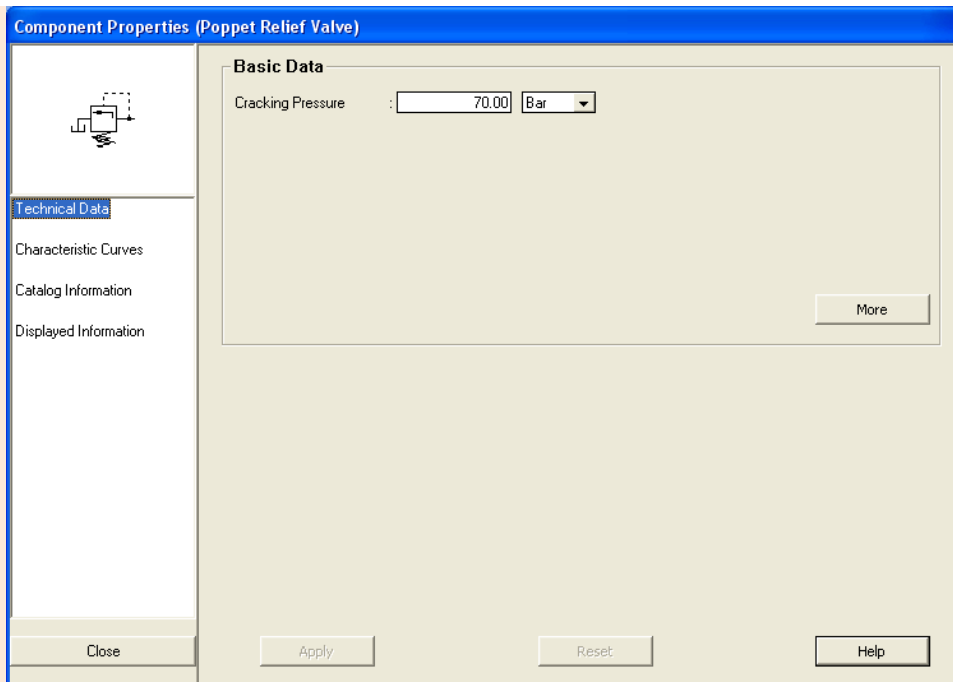 Component Properties (Poppet Relief Valve)
Basic Data
Cracking Pressure : 70.00 Bar
Technical Data
Characteristic Curves
Catalog Information
Displayed Information
More
Close Apply Reset Help